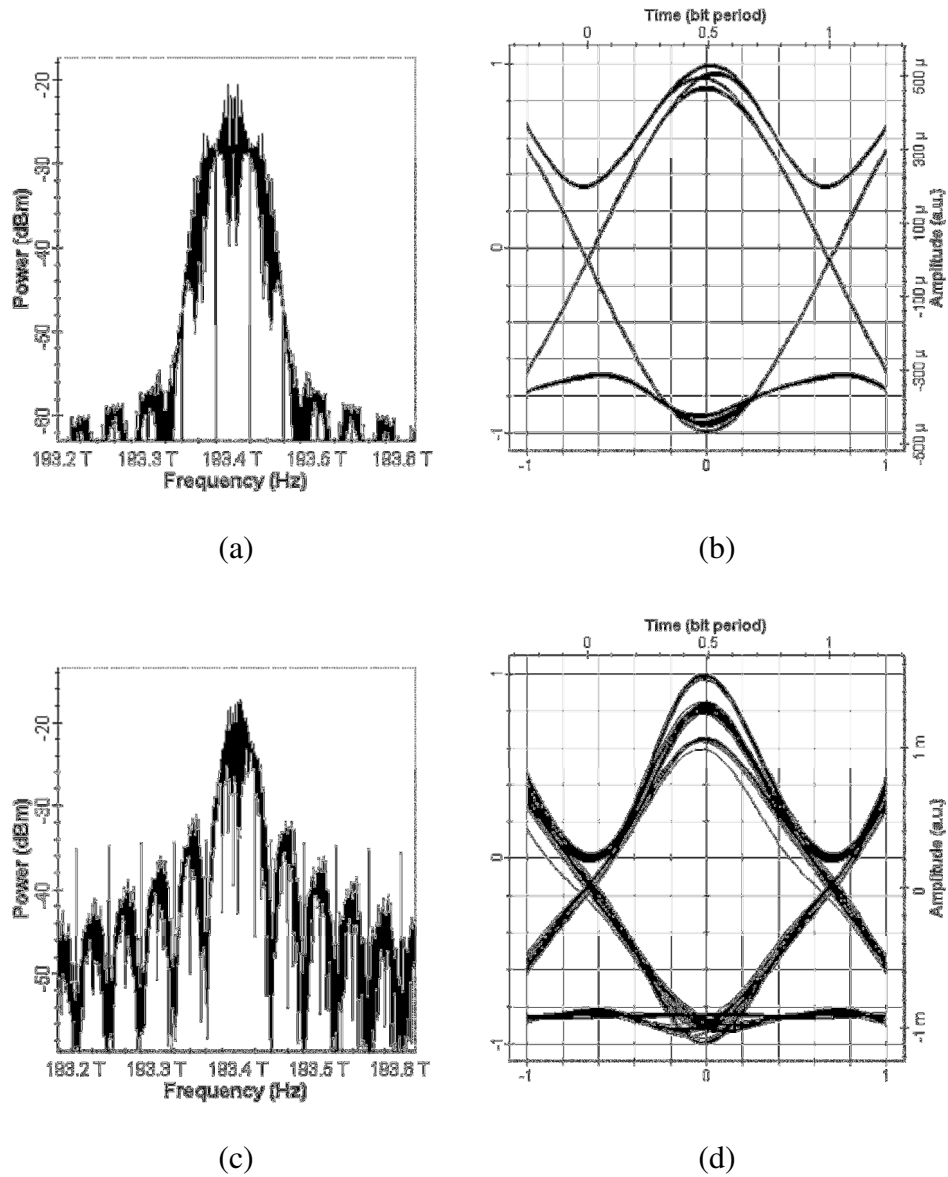 Time (bit period)
0 0.5 1
-20
-30
-40
-50
-60
Power (dBm)
193.2 T 193.3 T 193.4 T 193.5 T 193.6 T
Frequency (Hz)
1
0
-1
500 µ
300 µ
100 µ
-100 µ
-300 µ
-500 µ
Amplitude (a.u.)
-1 0 1
(a)
(b)
Time (bit period)
0 0.5 1
-20
-30
-40
-50
Power (dBm)
193.2 T 193.3 T 193.4 T 193.5 T 193.6 T
Frequency (Hz)
1
0
-1
1 m
0
-1 m
Amplitude (a.u.)
-1 0 1
(c)
(d)